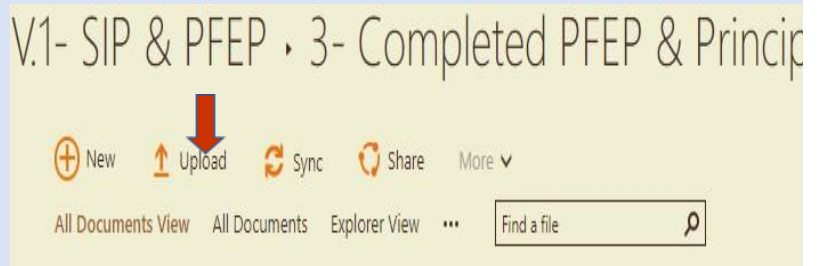 V.1- SIP & PFEP ▸ 3- Completed PFEP & Princip
New Upload Sync Share More
All Documents View All Documents Explorer View ••• Find a file